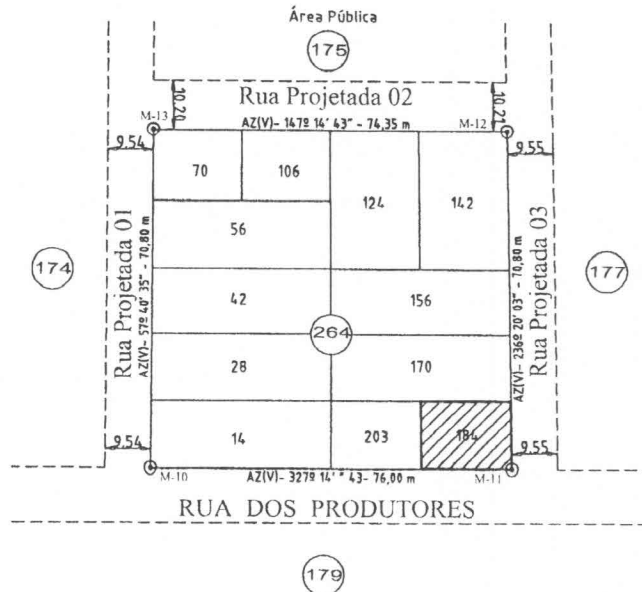 Área Pública
175
Rua Projetada 02
10.20
10.21
M-13
AZ(V)- 147º 14' 43" - 74,35 m
M-12
9.54
9.55
70
106
124
142
56
174
Rua Projetada 01
AZ(V)- 57º 40' 35" - 70,80 m
42
264
156
AZ(V)- 236º 20' 03" - 70,80 m
Rua Projetada 03
177
28
170
14
203
184
9.54
9.55
M-10
AZ(V)- 327º 14' " 43- 76,00 m
M-11
RUA DOS PRODUTORES
179